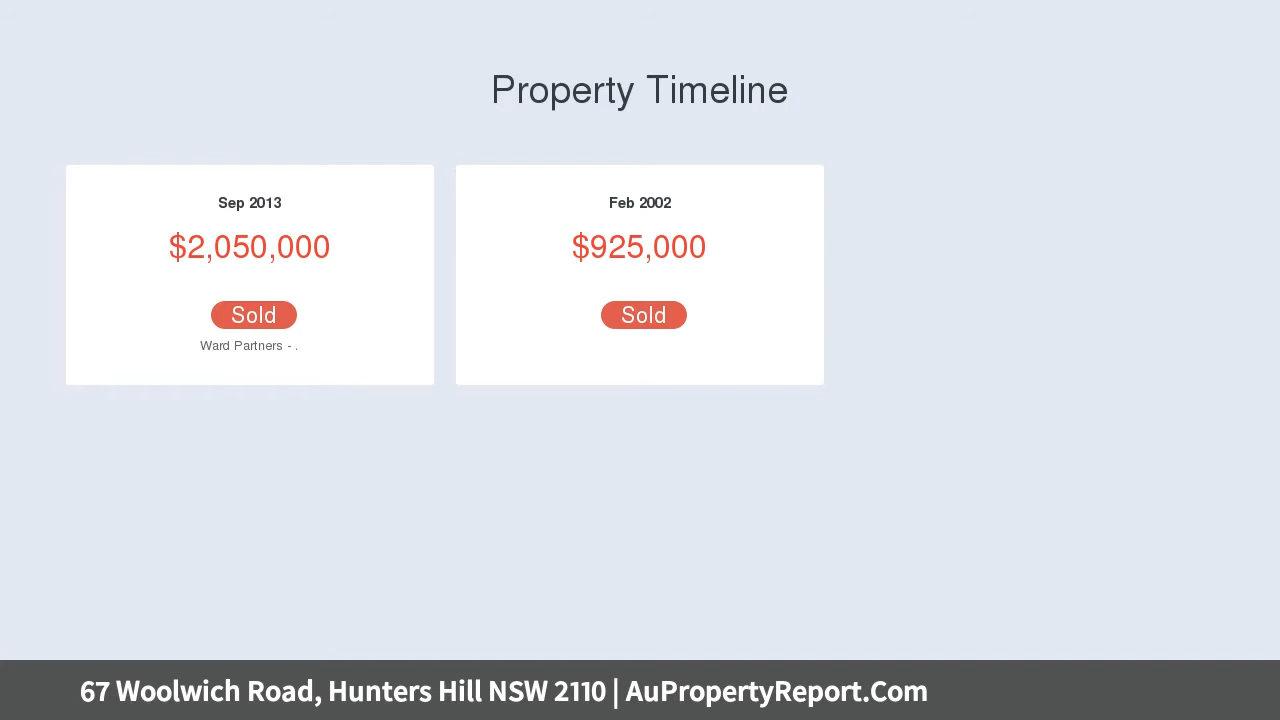 Property Timeline
Sep 2013
$2,050,000
Sold
Ward Partners - .
Feb 2002
$925,000
Sold
67 Woolwich Road, Hunters Hill NSW 2110 | AuPropertyReport.Com